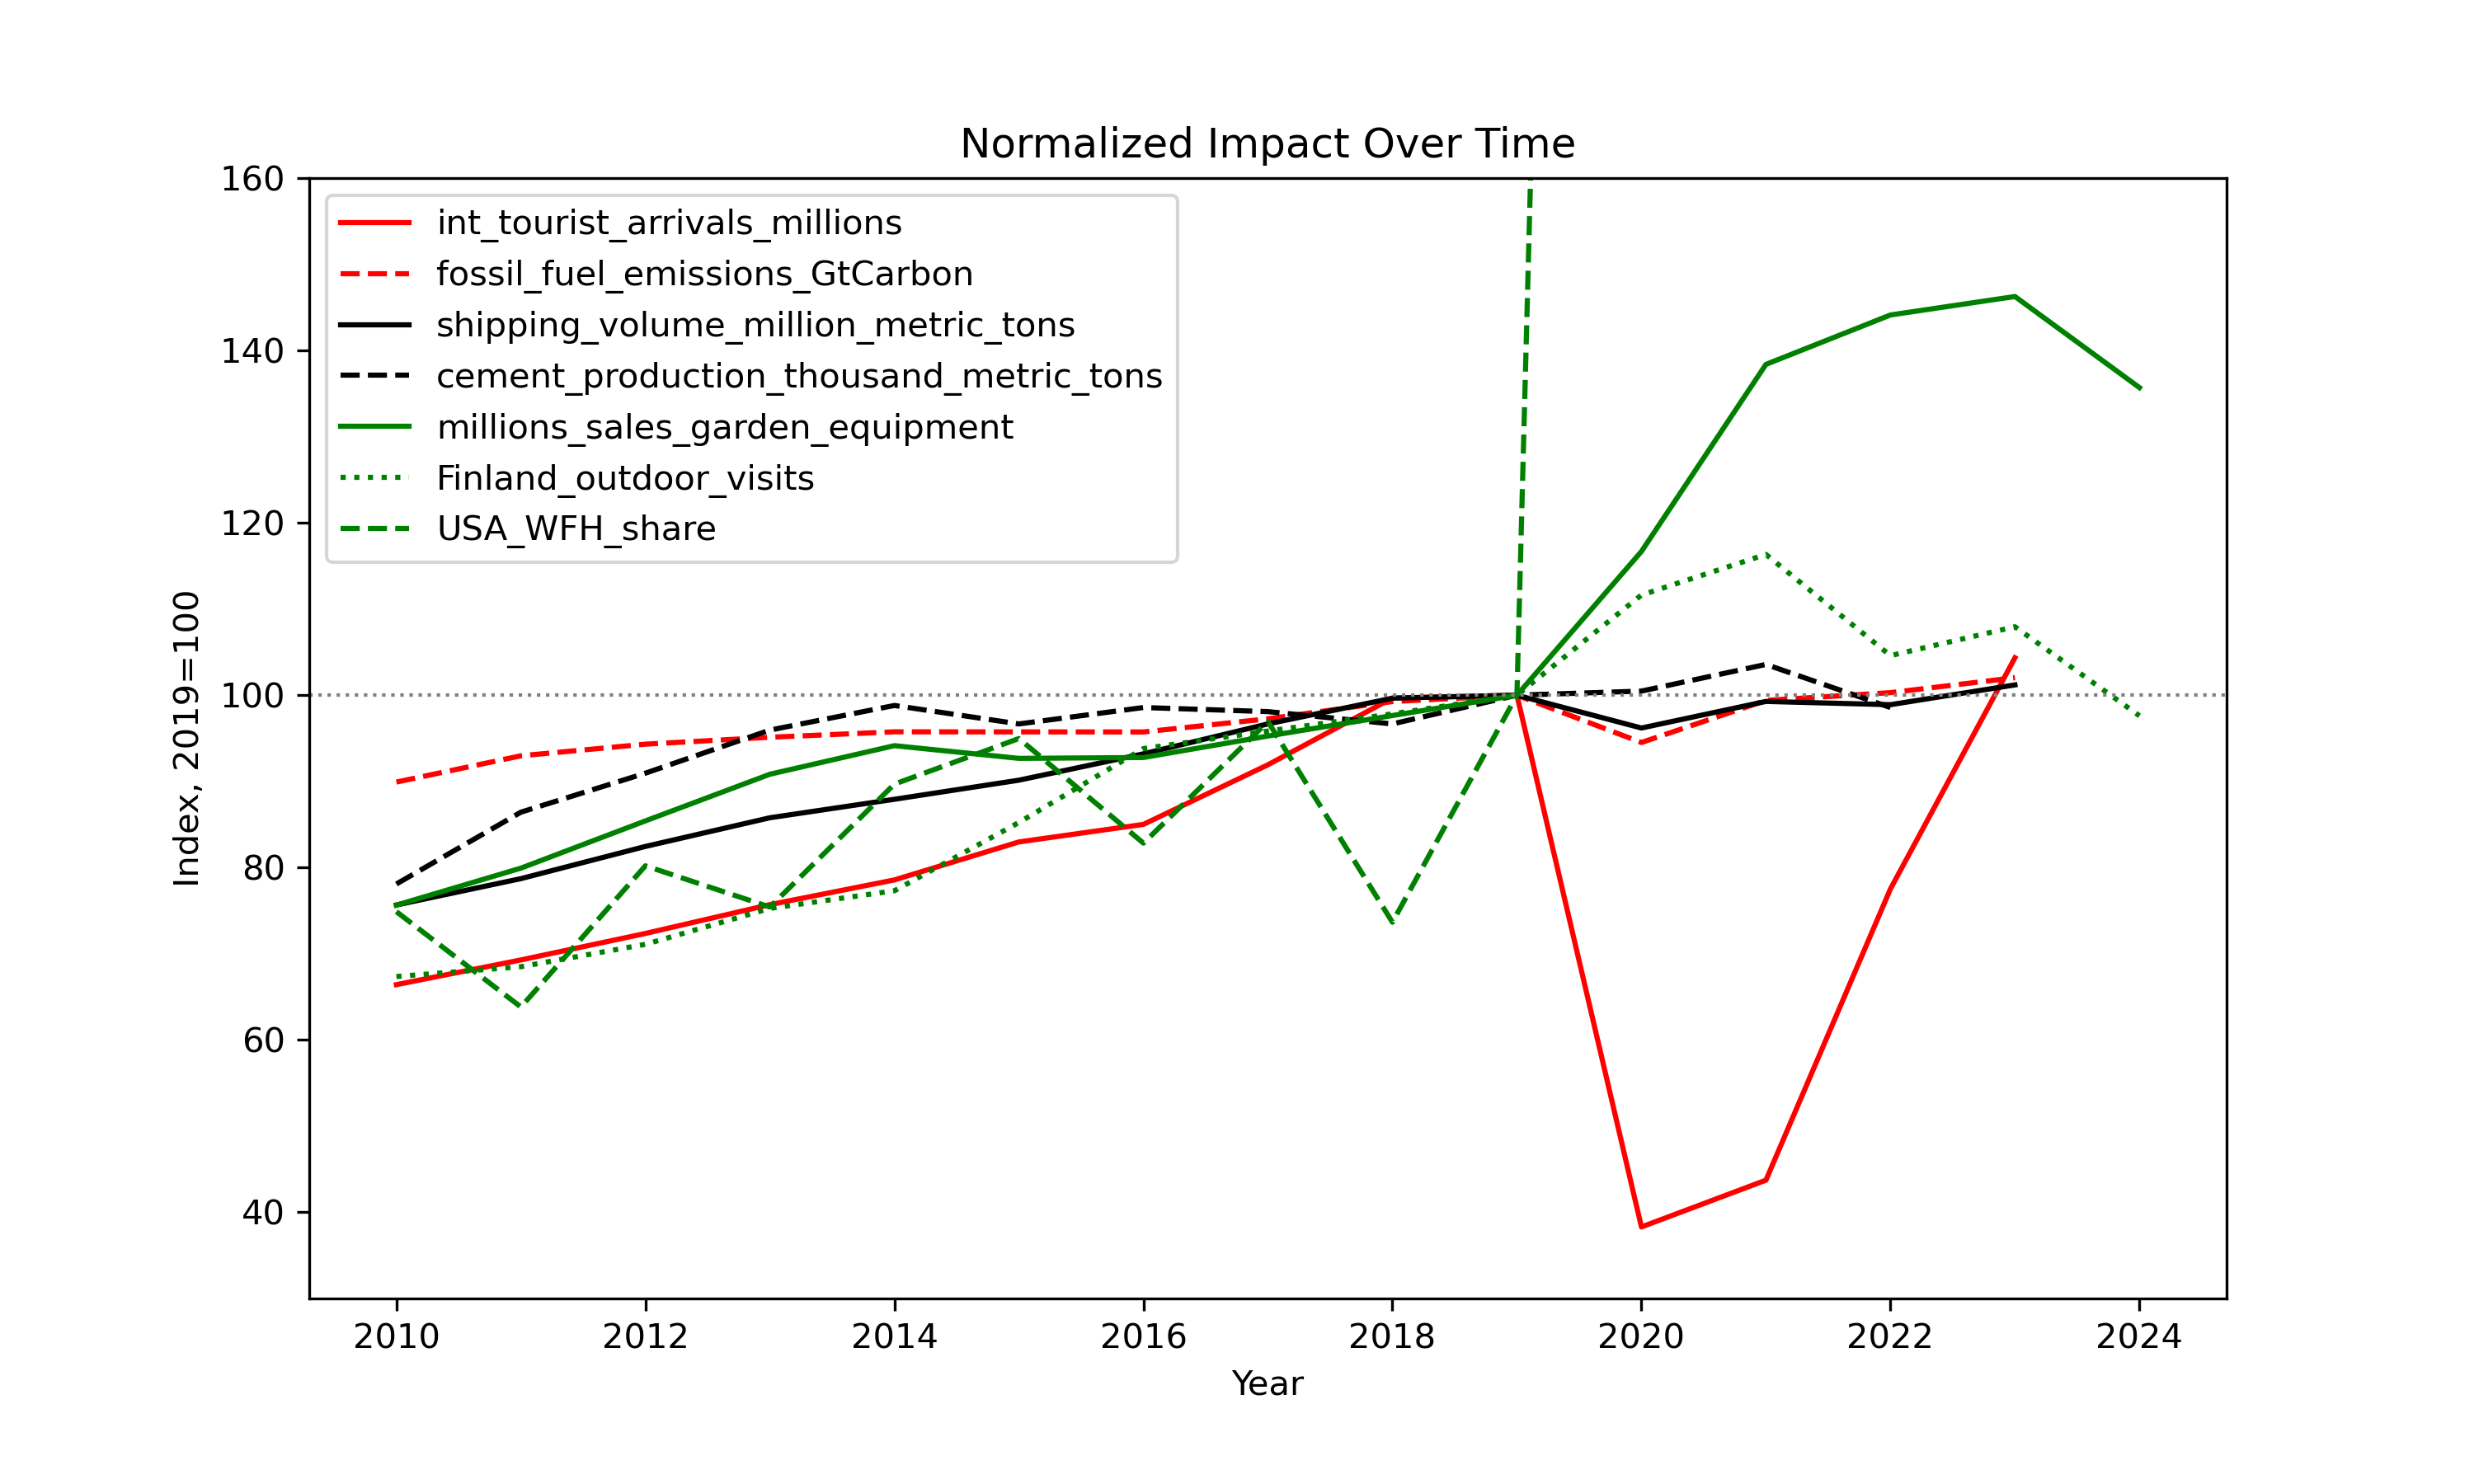 Normalized Impact Over Time
160
140
120
100
80
60
40
Index, 2019=100
int_tourist_arrivals_millions
fossil_fuel_emissions_GtCarbon
shipping_volume_million_metric_tons
cement_production_thousand_metric_tons
millions_sales_garden_equipment
Finland_outdoor_visits
USA_WFH_share
2010 2012 2014 2016 2018 2020 2022 2024
Year